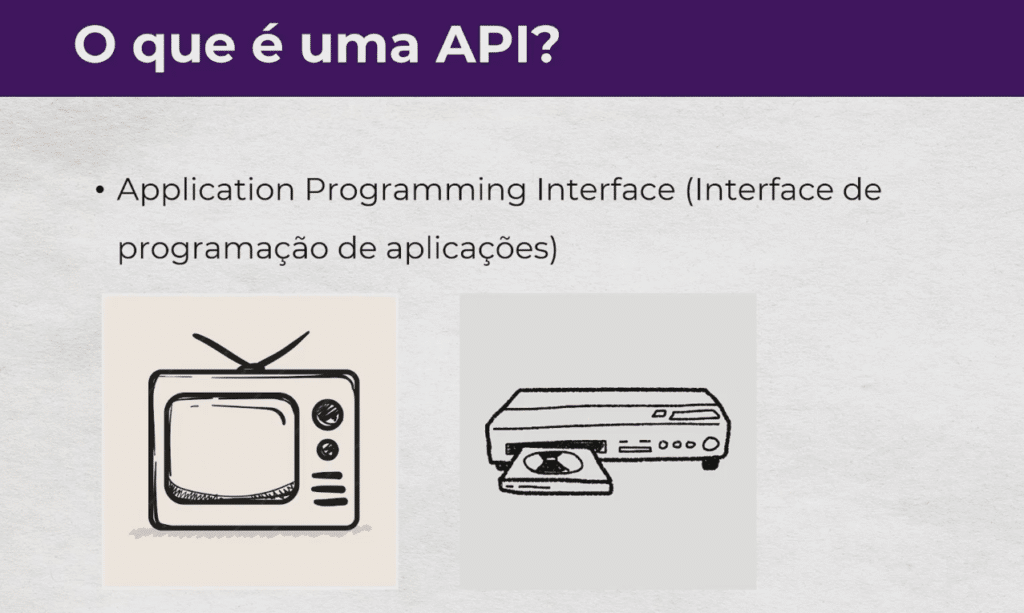 O que é uma API?
• Application Programming Interface (Interface de
programação de aplicações)